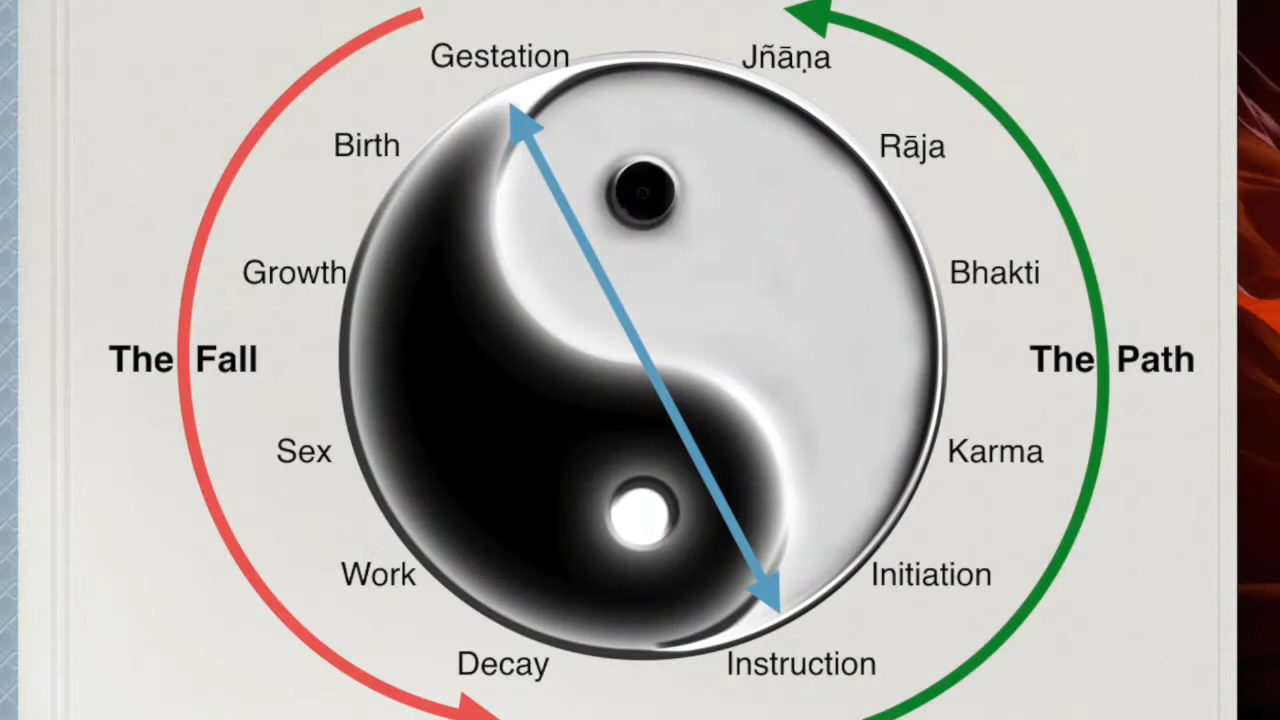 Gestation
Jñāṇa
Birth
Rāja
Growth
Bhakti
The Fall
The Path
Sex
Karma
Work
Initiation
Decay
Instruction